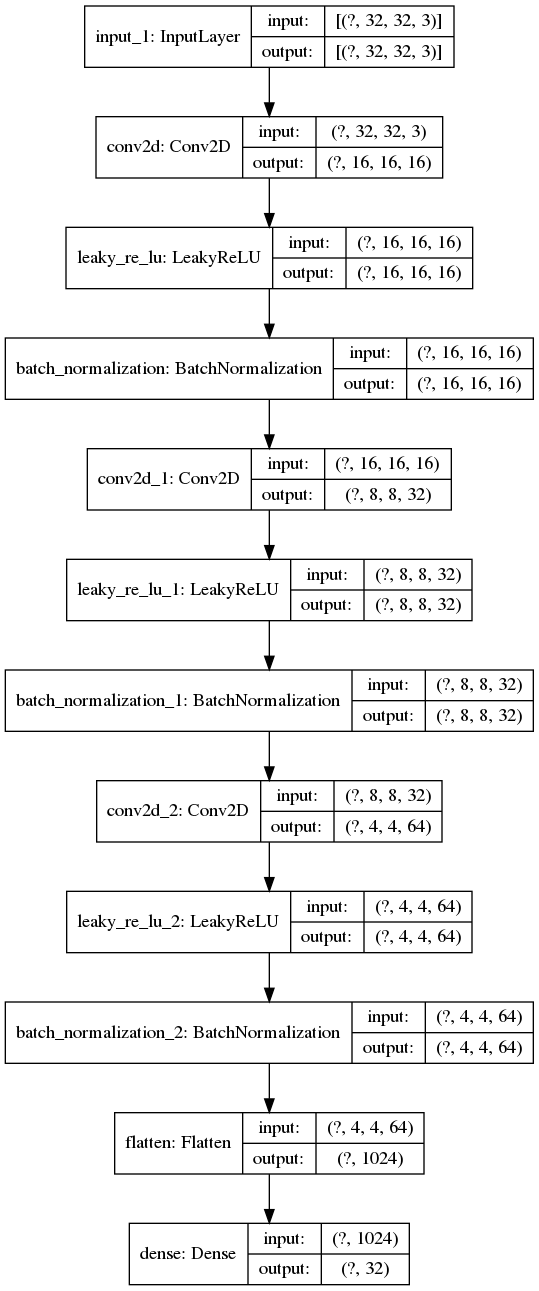 input_1: InputLayer
input: [(?, 32, 32, 3)]
output: [(?, 32, 32, 3)]
conv2d: Conv2D
input: (?, 32, 32, 3)
output: (?, 16, 16, 16)
leaky_re_lu: LeakyReLU
input: (?, 16, 16, 16)
output: (?, 16, 16, 16)
batch_normalization: BatchNormalization
input: (?, 16, 16, 16)
output: (?, 16, 16, 16)
conv2d_1: Conv2D
input: (?, 16, 16, 16)
output: (?, 8, 8, 32)
leaky_re_lu_1: LeakyReLU
input: (?, 8, 8, 32)
output: (?, 8, 8, 32)
batch_normalization_1: BatchNormalization
input: (?, 8, 8, 32)
output: (?, 8, 8, 32)
conv2d_2: Conv2D
input: (?, 8, 8, 32)
output: (?, 4, 4, 64)
leaky_re_lu_2: LeakyReLU
input: (?, 4, 4, 64)
output: (?, 4, 4, 64)
batch_normalization_2: BatchNormalization
input: (?, 4, 4, 64)
output: (?, 4, 4, 64)
flatten: Flatten
input: (?, 4, 4, 64)
output: (?, 1024)
dense: Dense
input: (?, 1024)
output: (?, 32)